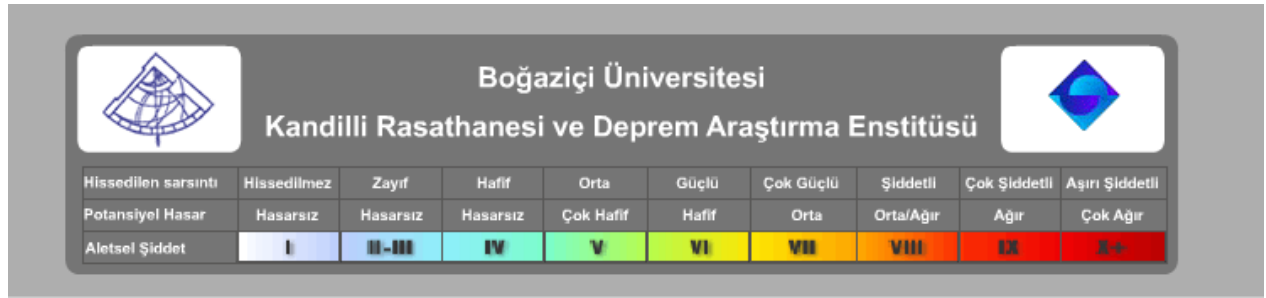 Boğaziçi Üniversitesi
Kandilli Rasathanesi ve Deprem Araştırma Enstitüsü
Hissedilen sarsıntı Hissedilmez Zayıf Hafif Orta Güçlü Çok Güçlü Şiddetli Çok Şiddetli Aşırı Şiddetli
Potansiyel Hasar Hasarsız Hasarsız Hasarsız Çok Hafif Hafif Orta Orta/Ağır Ağır Çok Ağır
Aletsel Şiddet I II-III IV V VI VII VIII IX X+